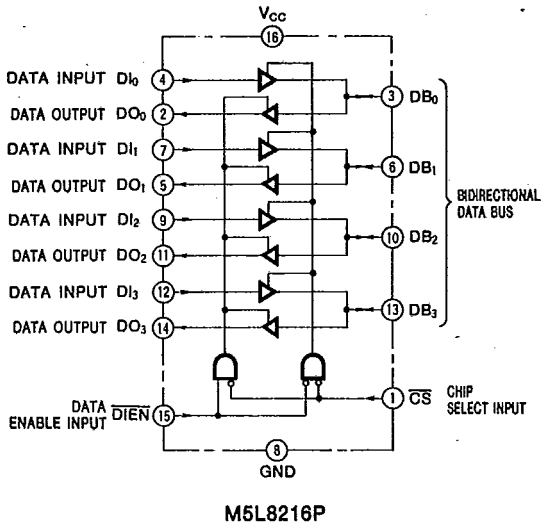 VCC
16
DATA INPUT DI0 4
3 DB0
DATA OUTPUT DO0 2
DATA INPUT DI1 7
6 DB1
DATA OUTPUT DO1 5
BIDIRECTIONAL
DATA BUS
DATA INPUT DI2 9
10 DB2
DATA OUTPUT DO2 11
DATA INPUT DI3 12
13 DB3
DATA OUTPUT DO3 14
1 C̅S̅
CHIP
SELECT INPUT
DATA
ENABLE INPUT D̅I̅E̅N̅ 15
8
GND
M5L8216P